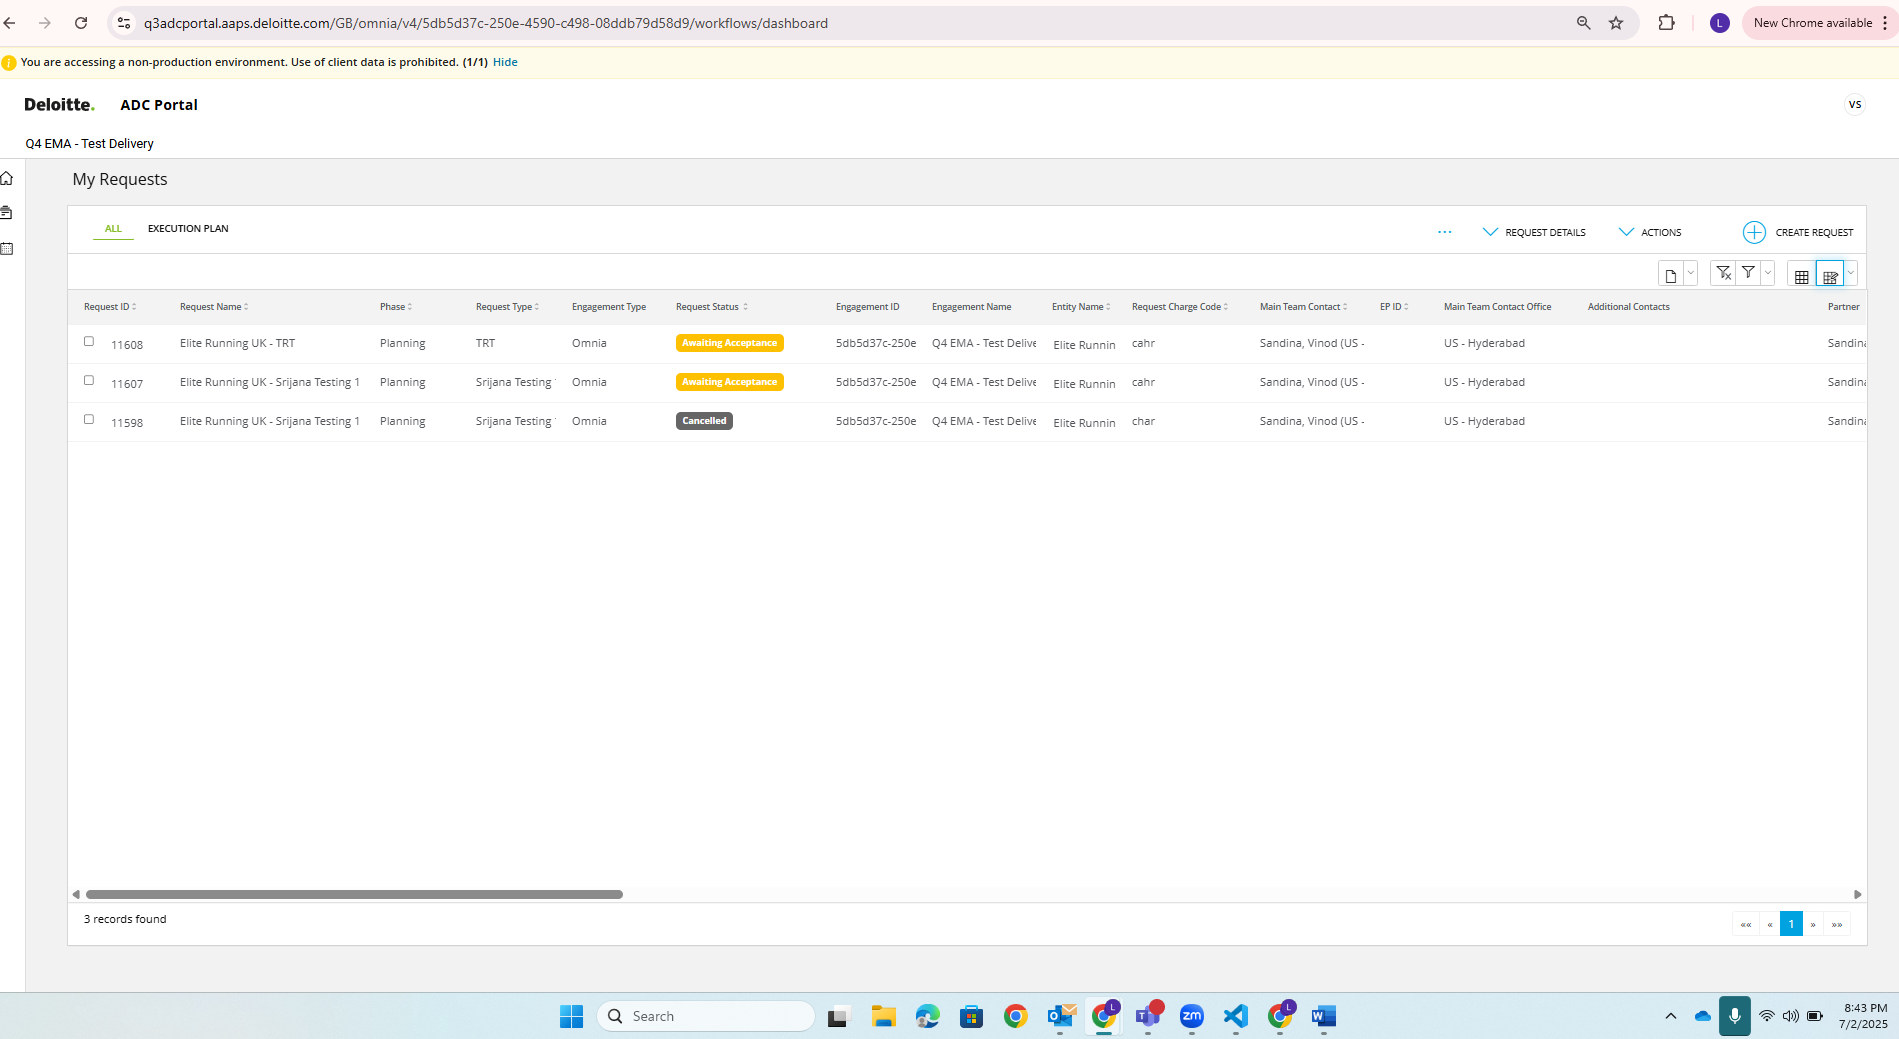 q3adcportal.aaps.deloitte.com/GB/omnia/v4/5db5d37c-250e-4590-c498-08ddb79d58d9/workflows/dashboard
L
New Chrome available
You are accessing a non-production environment. Use of client data is prohibited. (1/1) Hide
Deloitte. ADC Portal
VS
Q4 EMA - Test Delivery
My Requests
ALL EXECUTION PLAN
... REQUEST DETAILS ACTIONS CREATE REQUEST
Request ID Request Name Phase Request Type Engagement Type Request Status Engagement ID Engagement Name Entity Name Request Charge Code Main Team Contact EP ID Main Team Contact Office Additional Contacts Partner
11608 Elite Running UK - TRT Planning TRT Omnia Awaiting Acceptance 5db5d37c-250e Q4 EMA - Test Delive Elite Runnin cahr Sandina, Vinod (US - US - Hyderabad Sandina
11607 Elite Running UK - Srijana Testing 1 Planning Srijana Testing Omnia Awaiting Acceptance 5db5d37c-250e Q4 EMA - Test Delive Elite Runnin cahr Sandina, Vinod (US - US - Hyderabad Sandina
11598 Elite Running UK - Srijana Testing 1 Planning Srijana Testing Omnia Cancelled 5db5d37c-250e Q4 EMA - Test Delive Elite Runnin char Sandina, Vinod (US - US - Hyderabad Sandina
3 records found
«« « 1 » »»
Search
L
L
zm
8:43 PM
7/2/2025